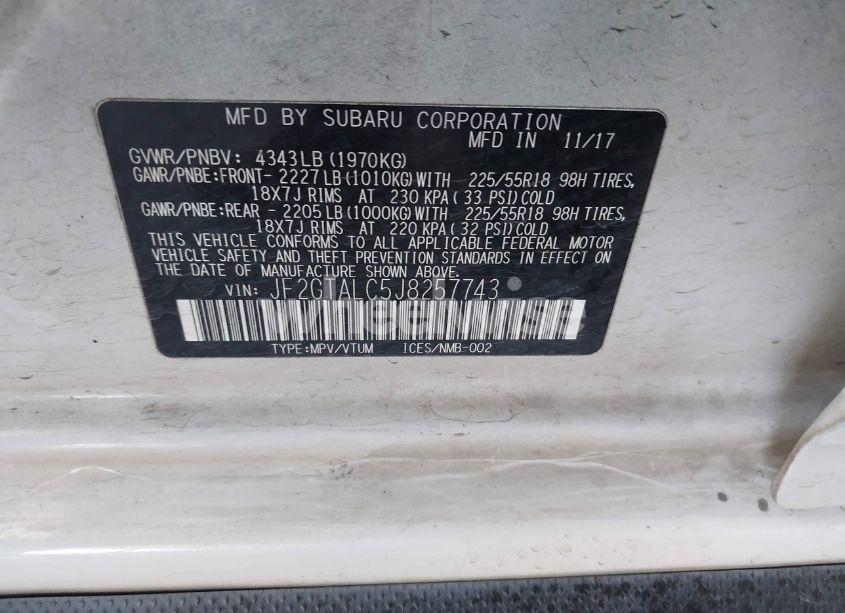 MFD BY SUBARU CORPORATION
MFD IN 11/17
GVWR/PNBV: 4343LB (1970KG)
GAWR/PNBE:FRONT- 2227LB (1010KG) WITH 225/55R18 98H TIRES,
18X7J RIMS AT 230 KPA ( 33 PSI) COLD
GAWR/PNBE:REAR - 2205LB (1000KG) WITH 225/55R18 98H TIRES,
18X7J RIMS AT 220 KPA ( 32 PSI) COLD
THIS VEHICLE CONFORMS TO ALL APPLICABLE FEDERAL MOTOR
VEHICLE SAFETY AND THEFT PREVENTION STANDARDS IN EFFECT ON
THE DATE OF MANUFACTURE SHOWN ABOVE.
VIN: JF2GTALC5J8257743
TYPE:MPV/VTUM ICES/NMB-002